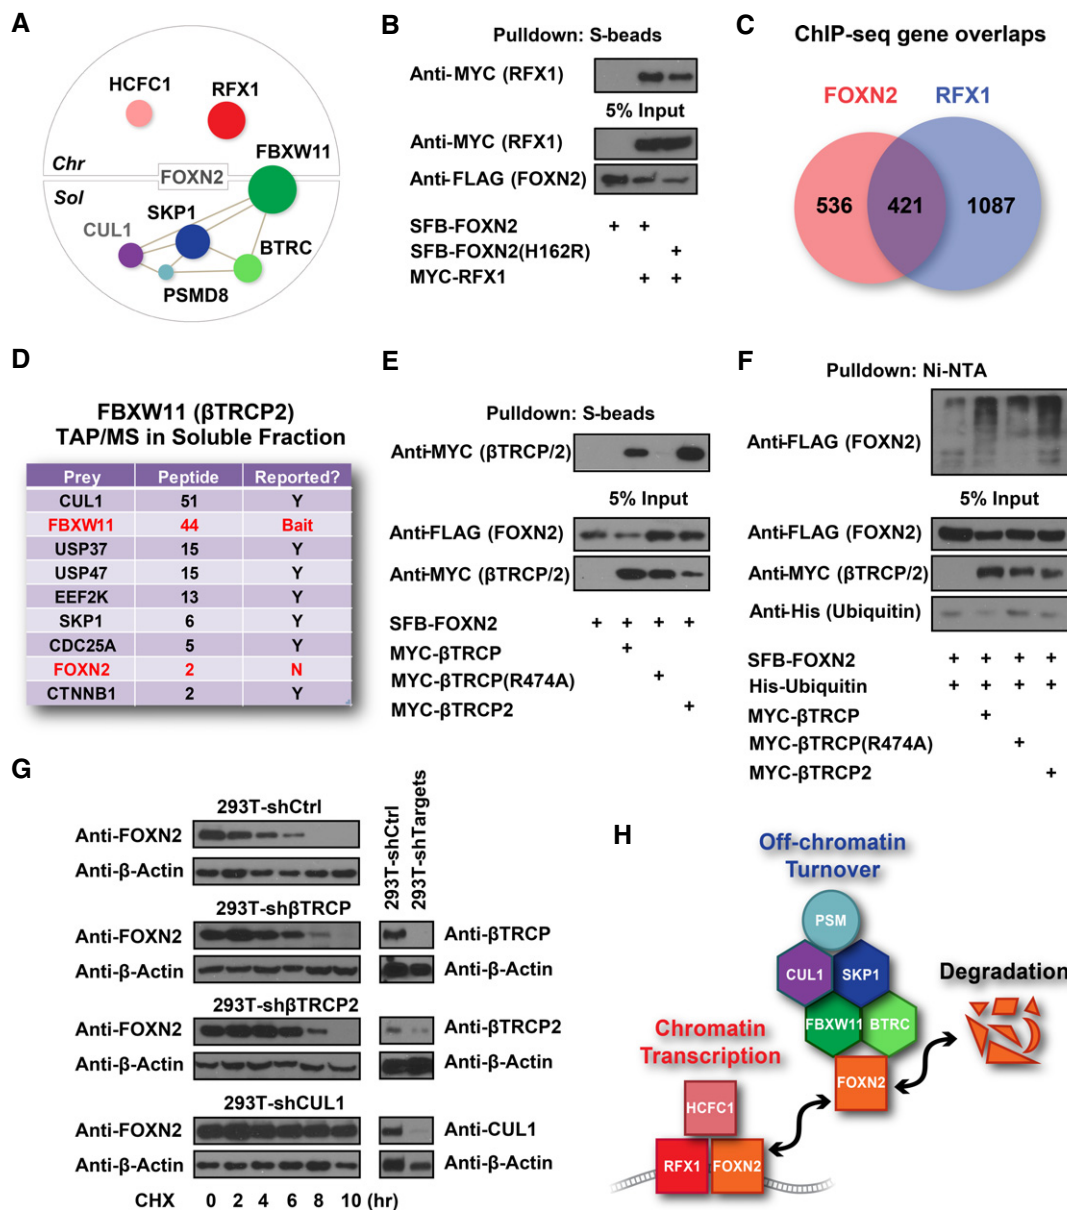 A
HCFC1
RFX1
FBXW11
Chr
FOXN2
Sol
SKP1
CUL1
BTRC
PSMD8
B
Pulldown: S-beads
Anti-MYC (RFX1)
5% Input
Anti-MYC (RFX1)
Anti-FLAG (FOXN2)
SFB-FOXN2 + +
SFB-FOXN2(H162R) +
MYC-RFX1 + +
C
ChIP-seq gene overlaps
FOXN2 RFX1
536 421 1087
D
FBXW11 (βTRCP2)
TAP/MS in Soluble Fraction
Prey Peptide Reported?
CUL1 51 Y
FBXW11 44 Bait
USP37 15 Y
USP47 15 Y
EEF2K 13 Y
SKP1 6 Y
CDC25A 5 Y
FOXN2 2 N
CTNNB1 2 Y
E
Pulldown: S-beads
Anti-MYC (βTRCP/2)
5% Input
Anti-FLAG (FOXN2)
Anti-MYC (βTRCP/2)
SFB-FOXN2 + + + +
MYC-βTRCP +
MYC-βTRCP(R474A) +
MYC-βTRCP2 +
F
Pulldown: Ni-NTA
Anti-FLAG (FOXN2)
5% Input
Anti-FLAG (FOXN2)
Anti-MYC (βTRCP/2)
Anti-His (Ubiquitin)
SFB-FOXN2 + + + +
His-Ubiquitin + + + +
MYC-βTRCP +
MYC-βTRCP(R474A) +
MYC-βTRCP2 +
G
293T-shCtrl
Anti-FOXN2
Anti-β-Actin
293T-shCtrl
293T-shTargets
293T-shβTRCP
Anti-FOXN2 Anti-βTRCP
Anti-β-Actin Anti-β-Actin
293T-shβTRCP2
Anti-FOXN2 Anti-βTRCP2
Anti-β-Actin Anti-β-Actin
293T-shCUL1
Anti-FOXN2 Anti-CUL1
Anti-β-Actin Anti-β-Actin
CHX 0 2 4 6 8 10 (hr)
H
Off-chromatin
Turnover
PSM
CUL1 SKP1
FBXW11 BTRC
FOXN2
Degradation
Chromatin
Transcription
HCFC1
RFX1 FOXN2